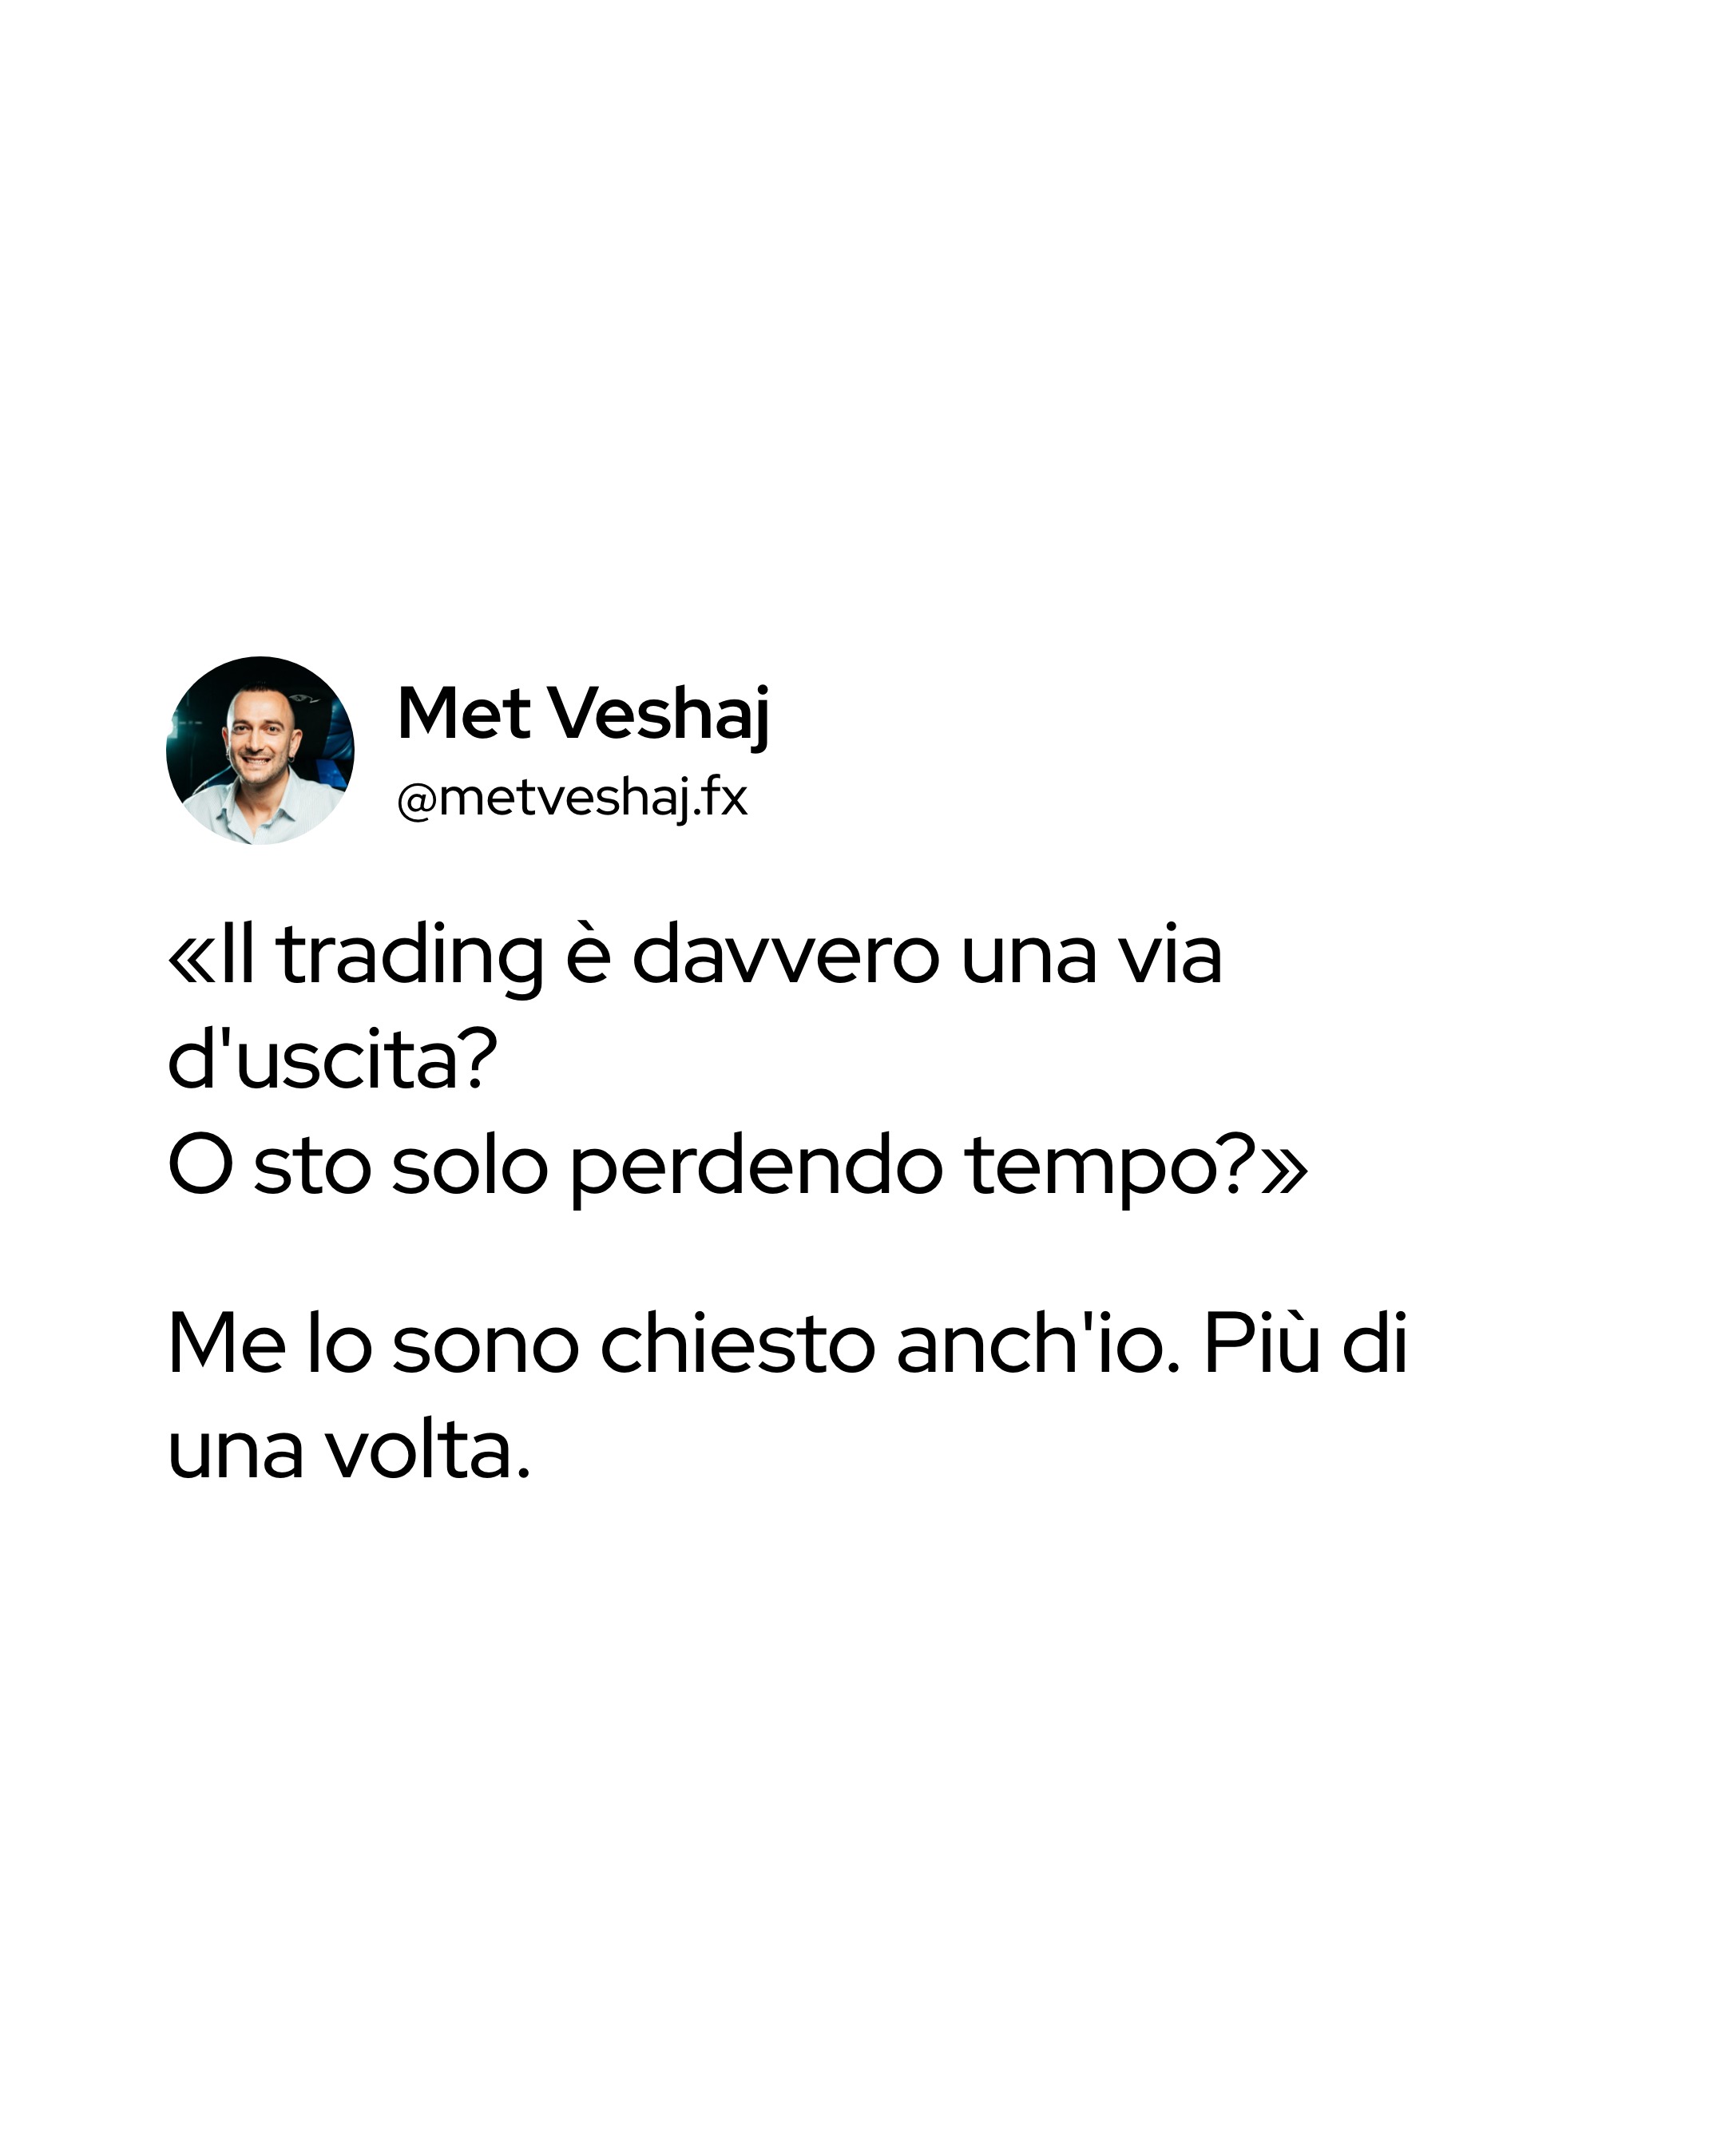 Met Veshaj
@metveshaj.fx
«Il trading è davvero una via
d'uscita?
O sto solo perdendo tempo?»
Me lo sono chiesto anch'io. Più di
una volta.